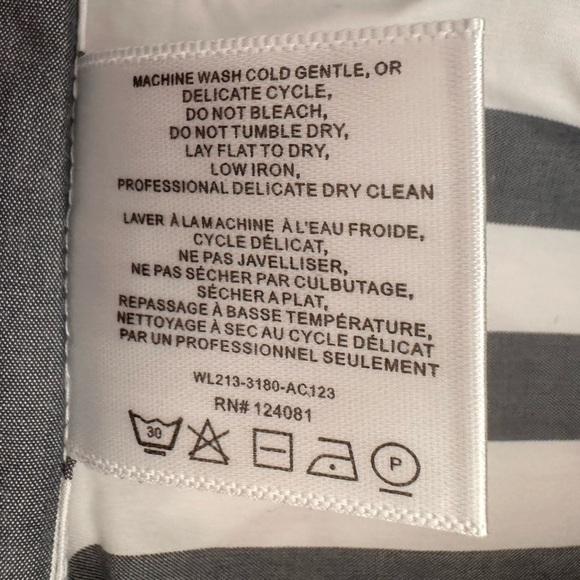 MACHINE WASH COLD GENTLE, OR
DELICATE CYCLE,
DO NOT BLEACH,
DO NOT TUMBLE DRY,
LAY FLAT TO DRY,
LOW IRON,
PROFESSIONAL DELICATE DRY CLEAN
LAVER À LA MACHINE À L'EAU FROIDE,
CYCLE DÉLICAT,
NE PAS JAVELLISER,
NE PAS SÉCHER PAR CULBUTAGE,
SÉCHER A PLAT,
REPASSAGE À BASSE TEMPÉRATURE,
NETTOYAGE À SEC AU CYCLE DÉLICAT
PAR UN PROFESSIONNEL SEULEMENT
WL213-3180-AC,123
RN# 124081
30 P